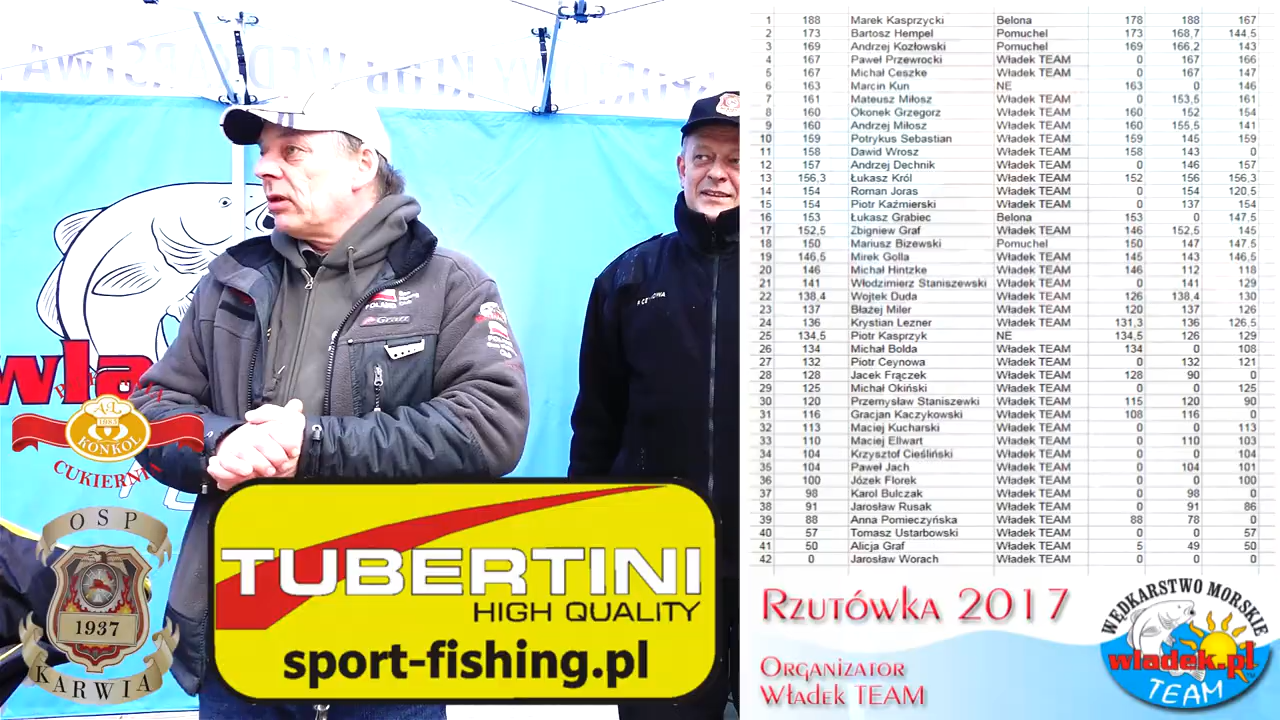 POLAND
Graff
wla
A.L.
1985
KONKOL
CUKIERNIA
OSP
1937
KARWIA
TUBERTINI
HIGH QUALITY
sport-fishing.pl
1 188 Marek Kasprzycki Belona 178 188 167
2 173 Bartosz Hempel Pomuchel 173 168,7 144,5
3 169 Andrzej Kozłowski Pomuchel 169 166,2 143
4 167 Paweł Przewrocki Władek TEAM 0 167 166
5 167 Michał Ceszke Władek TEAM 0 167 147
6 163 Marcin Kun NE 163 0 146
7 161 Mateusz Miłosz Władek TEAM 0 153,5 161
8 160 Okonek Grzegorz Władek TEAM 160 152 154
9 160 Andrzej Miłosz Władek TEAM 160 155,5 141
10 159 Potrykus Sebastian Władek TEAM 159 145 159
11 158 Dawid Wrosz Władek TEAM 158 143 0
12 157 Andrzej Dechnik Władek TEAM 0 146 157
13 156,3 Łukasz Król Władek TEAM 152 156 156,3
14 154 Roman Joras Władek TEAM 0 154 120,5
15 154 Piotr Kaźmierski Władek TEAM 0 137 154
16 153 Łukasz Grabiec Belona 153 0 147,5
17 152,5 Zbigniew Graf Władek TEAM 146 152,5 145
18 150 Mariusz Bizewski Pomuchel 150 147 147,5
19 146,5 Mirek Golla Władek TEAM 145 143 146,5
20 146 Michał Hintzke Władek TEAM 146 112 118
21 141 Włodzimierz Staniszewski Władek TEAM 0 141 129
22 138,4 Wojtek Duda Władek TEAM 126 138,4 130
23 137 Błażej Miler Władek TEAM 120 137 126
24 136 Krystian Lezner Władek TEAM 131,3 136 126,5
25 134,5 Piotr Kasprzyk NE 134,5 126 129
26 134 Michał Bolda Władek TEAM 134 0 108
27 132 Piotr Ceynowa Władek TEAM 0 132 121
28 128 Jacek Frączek Władek TEAM 128 90 0
29 125 Michał Okiński Władek TEAM 0 0 125
30 120 Przemysław Staniszewki Władek TEAM 115 120 90
31 116 Gracjan Kaczykowski Władek TEAM 108 116 0
32 113 Maciej Kucharski Władek TEAM 0 0 113
33 110 Maciej Ellwart Władek TEAM 0 110 103
34 104 Krzysztof Cieśliński Władek TEAM 0 0 104
35 104 Paweł Jach Władek TEAM 0 104 101
36 100 Józek Florek Władek TEAM 0 0 100
37 98 Karol Bulczak Władek TEAM 0 98 0
38 91 Jarosław Rusak Władek TEAM 0 91 86
39 88 Anna Pomieczyńska Władek TEAM 88 78 0
40 57 Tomasz Ustarbowski Władek TEAM 0 0 57
41 50 Alicja Graf Władek TEAM 5 49 50
42 0 Jarosław Worach Władek TEAM 0 0 0
Rzutówka 2017
Organizator
Władek TEAM
WĘDKARSTWO MORSKIE
wladek.pl
TEAM